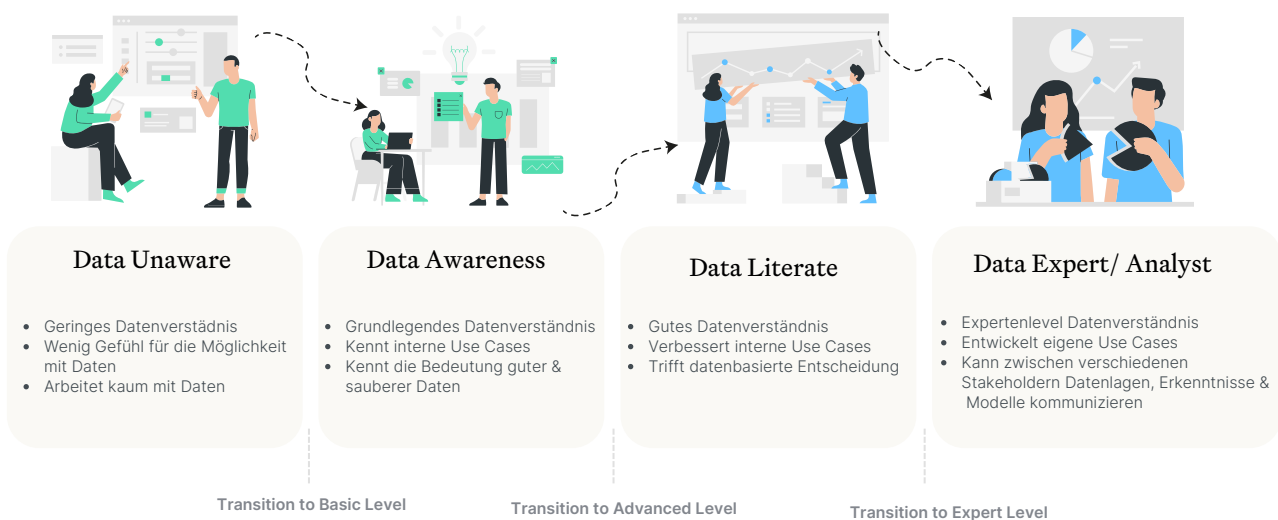 Data Unaware
• Geringes Datenverstädnis
• Wenig Gefühl für die Möglichkeit
mit Daten
• Arbeitet kaum mit Daten
Data Awareness
• Grundlegendes Datenverständnis
• Kennt interne Use Cases
• Kennt die Bedeutung guter &
sauberer Daten
Data Literate
• Gutes Datenverständnis
• Verbessert interne Use Cases
• Trifft datenbasierte Entscheidung
Data Expert/ Analyst
• Expertenlevel Datenverständnis
• Entwickelt eigene Use Cases
• Kann zwischen verschiedenen
Stakeholdern Datenlagen, Erkenntnisse &
Modelle kommunizieren
Transition to Basic Level
Transition to Advanced Level
Transition to Expert Level